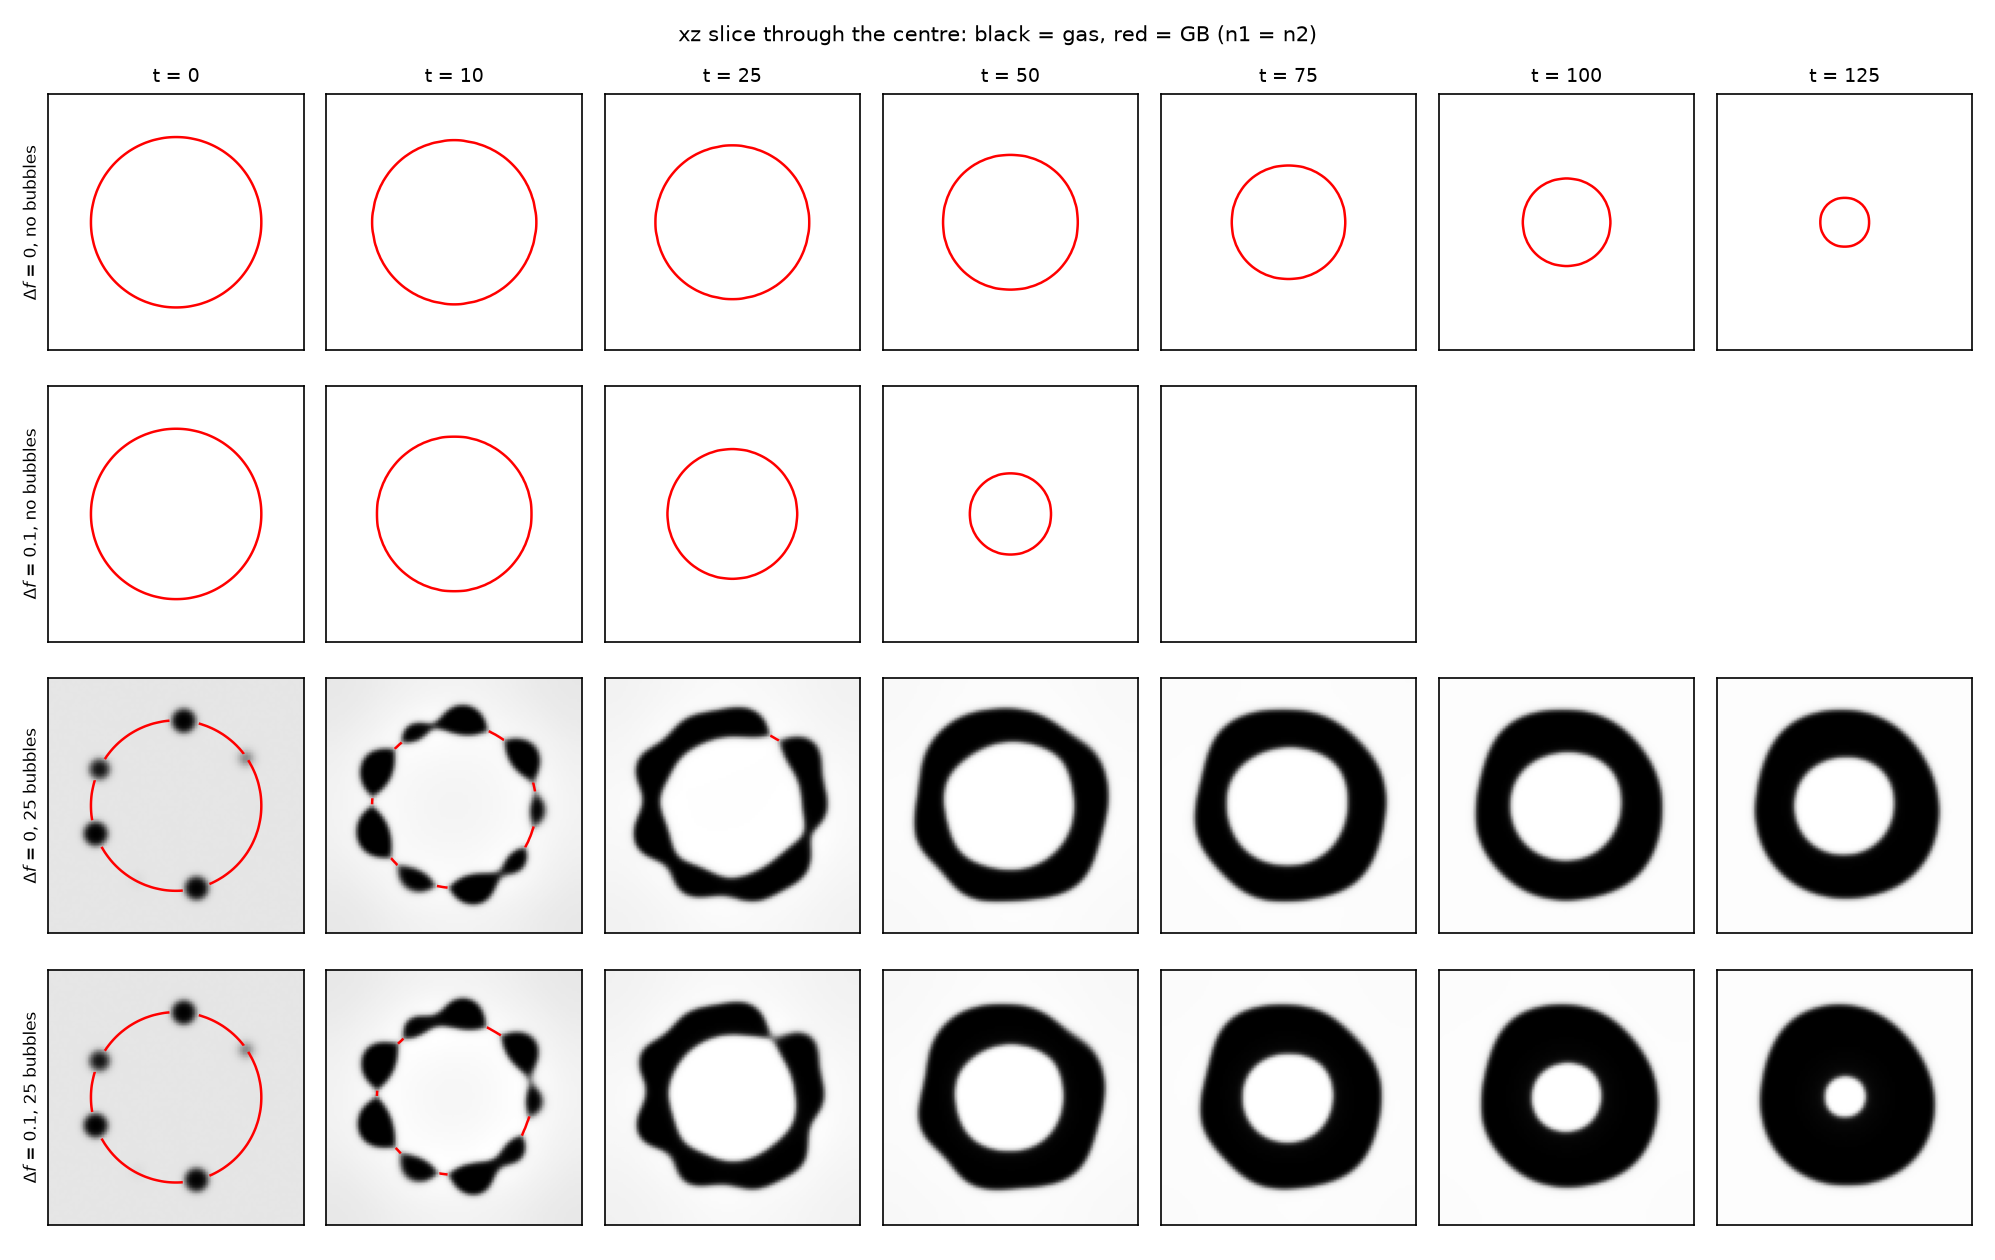 xz slice through the centre: black = gas, red = GB (n1 = n2)
t = 0
t = 10
t = 25
t = 50
t = 75
t = 100
t = 125
Δf = 0, no bubbles
Δf = 0.1, no bubbles
Δf = 0, 25 bubbles
Δf = 0.1, 25 bubbles